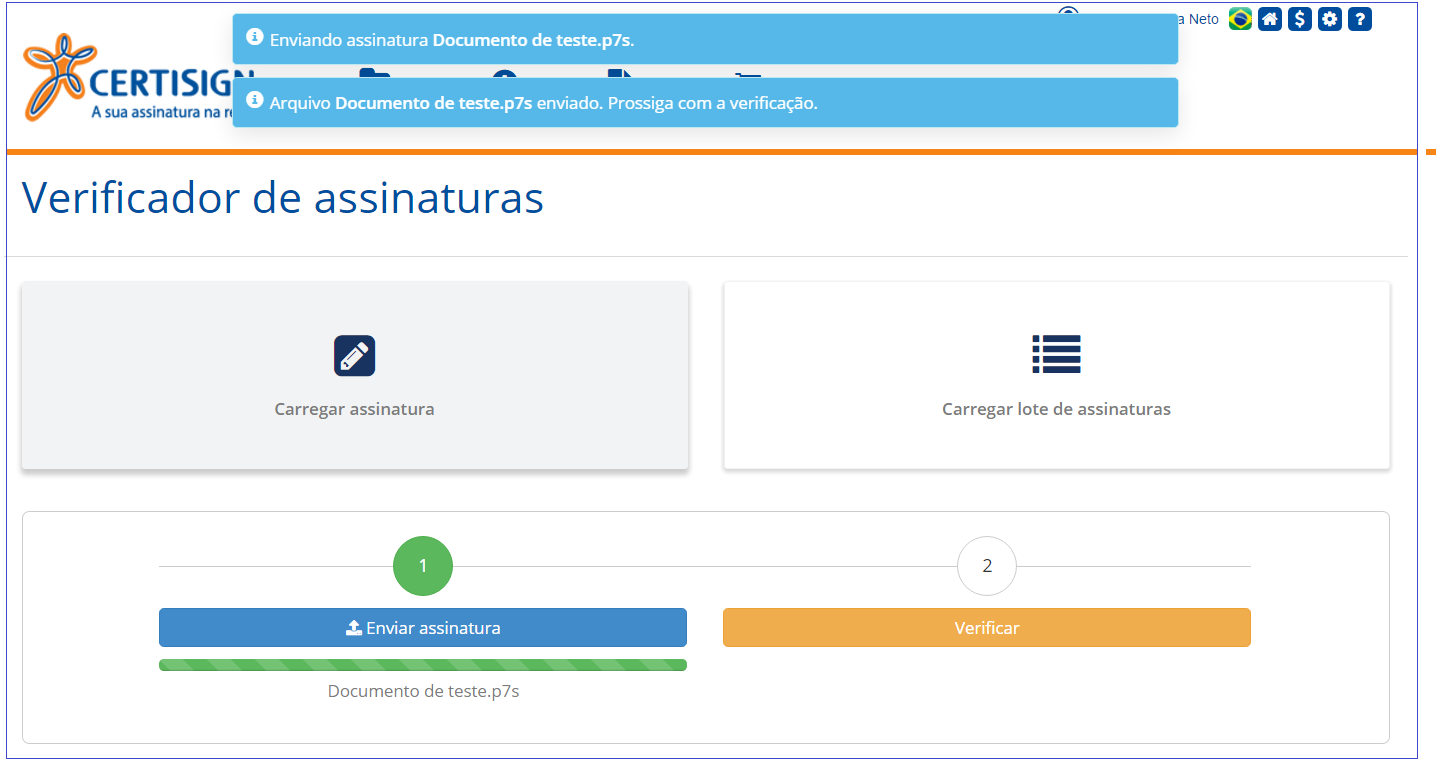 Neto
$
?
Enviando assinatura Documento de teste.p7s.
CERTISIGN
A sua assinatura na
Arquivo Documento de teste.p7s enviado. Prossiga com a verificação.
Verificador de assinaturas
Carregar assinatura
Carregar lote de assinaturas
1
2
Enviar assinatura
Verificar
Documento de teste.p7s